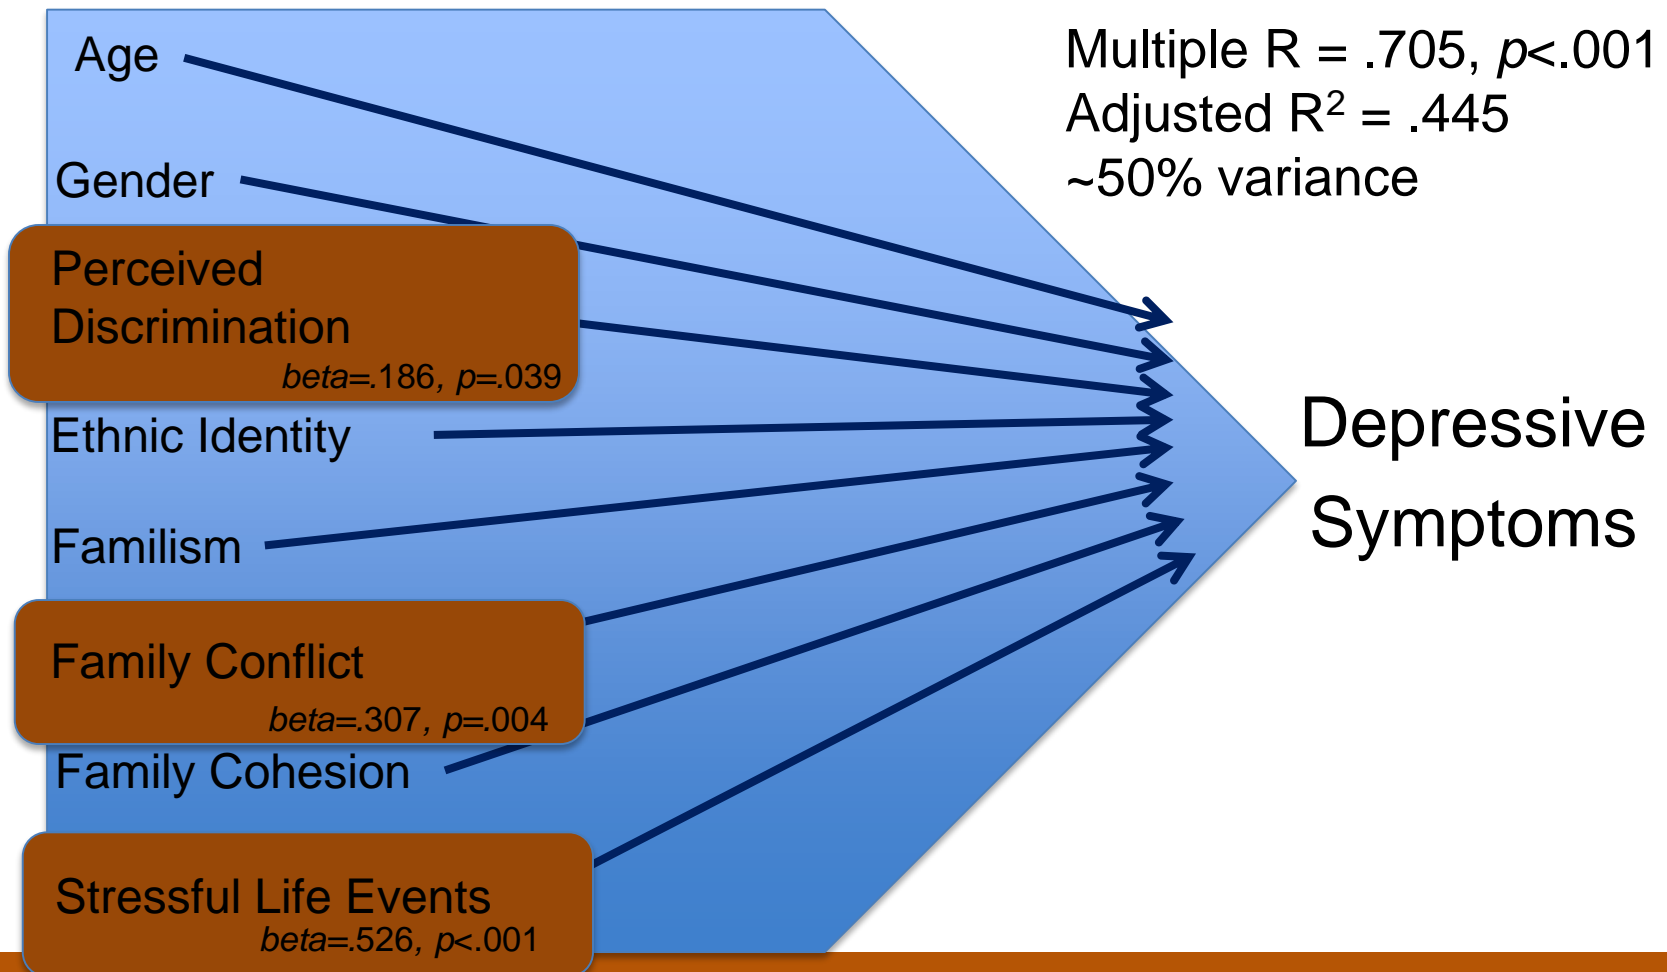 Age
Gender
Perceived
Discrimination
beta=.186, p=.039
Ethnic Identity
Familism
Family Conflict
beta=.307, p=.004
Family Cohesion
Stressful Life Events
beta=.526, p<.001
Multiple R = .705, p<.001
Adjusted R² = .445
~50% variance
Depressive
Symptoms